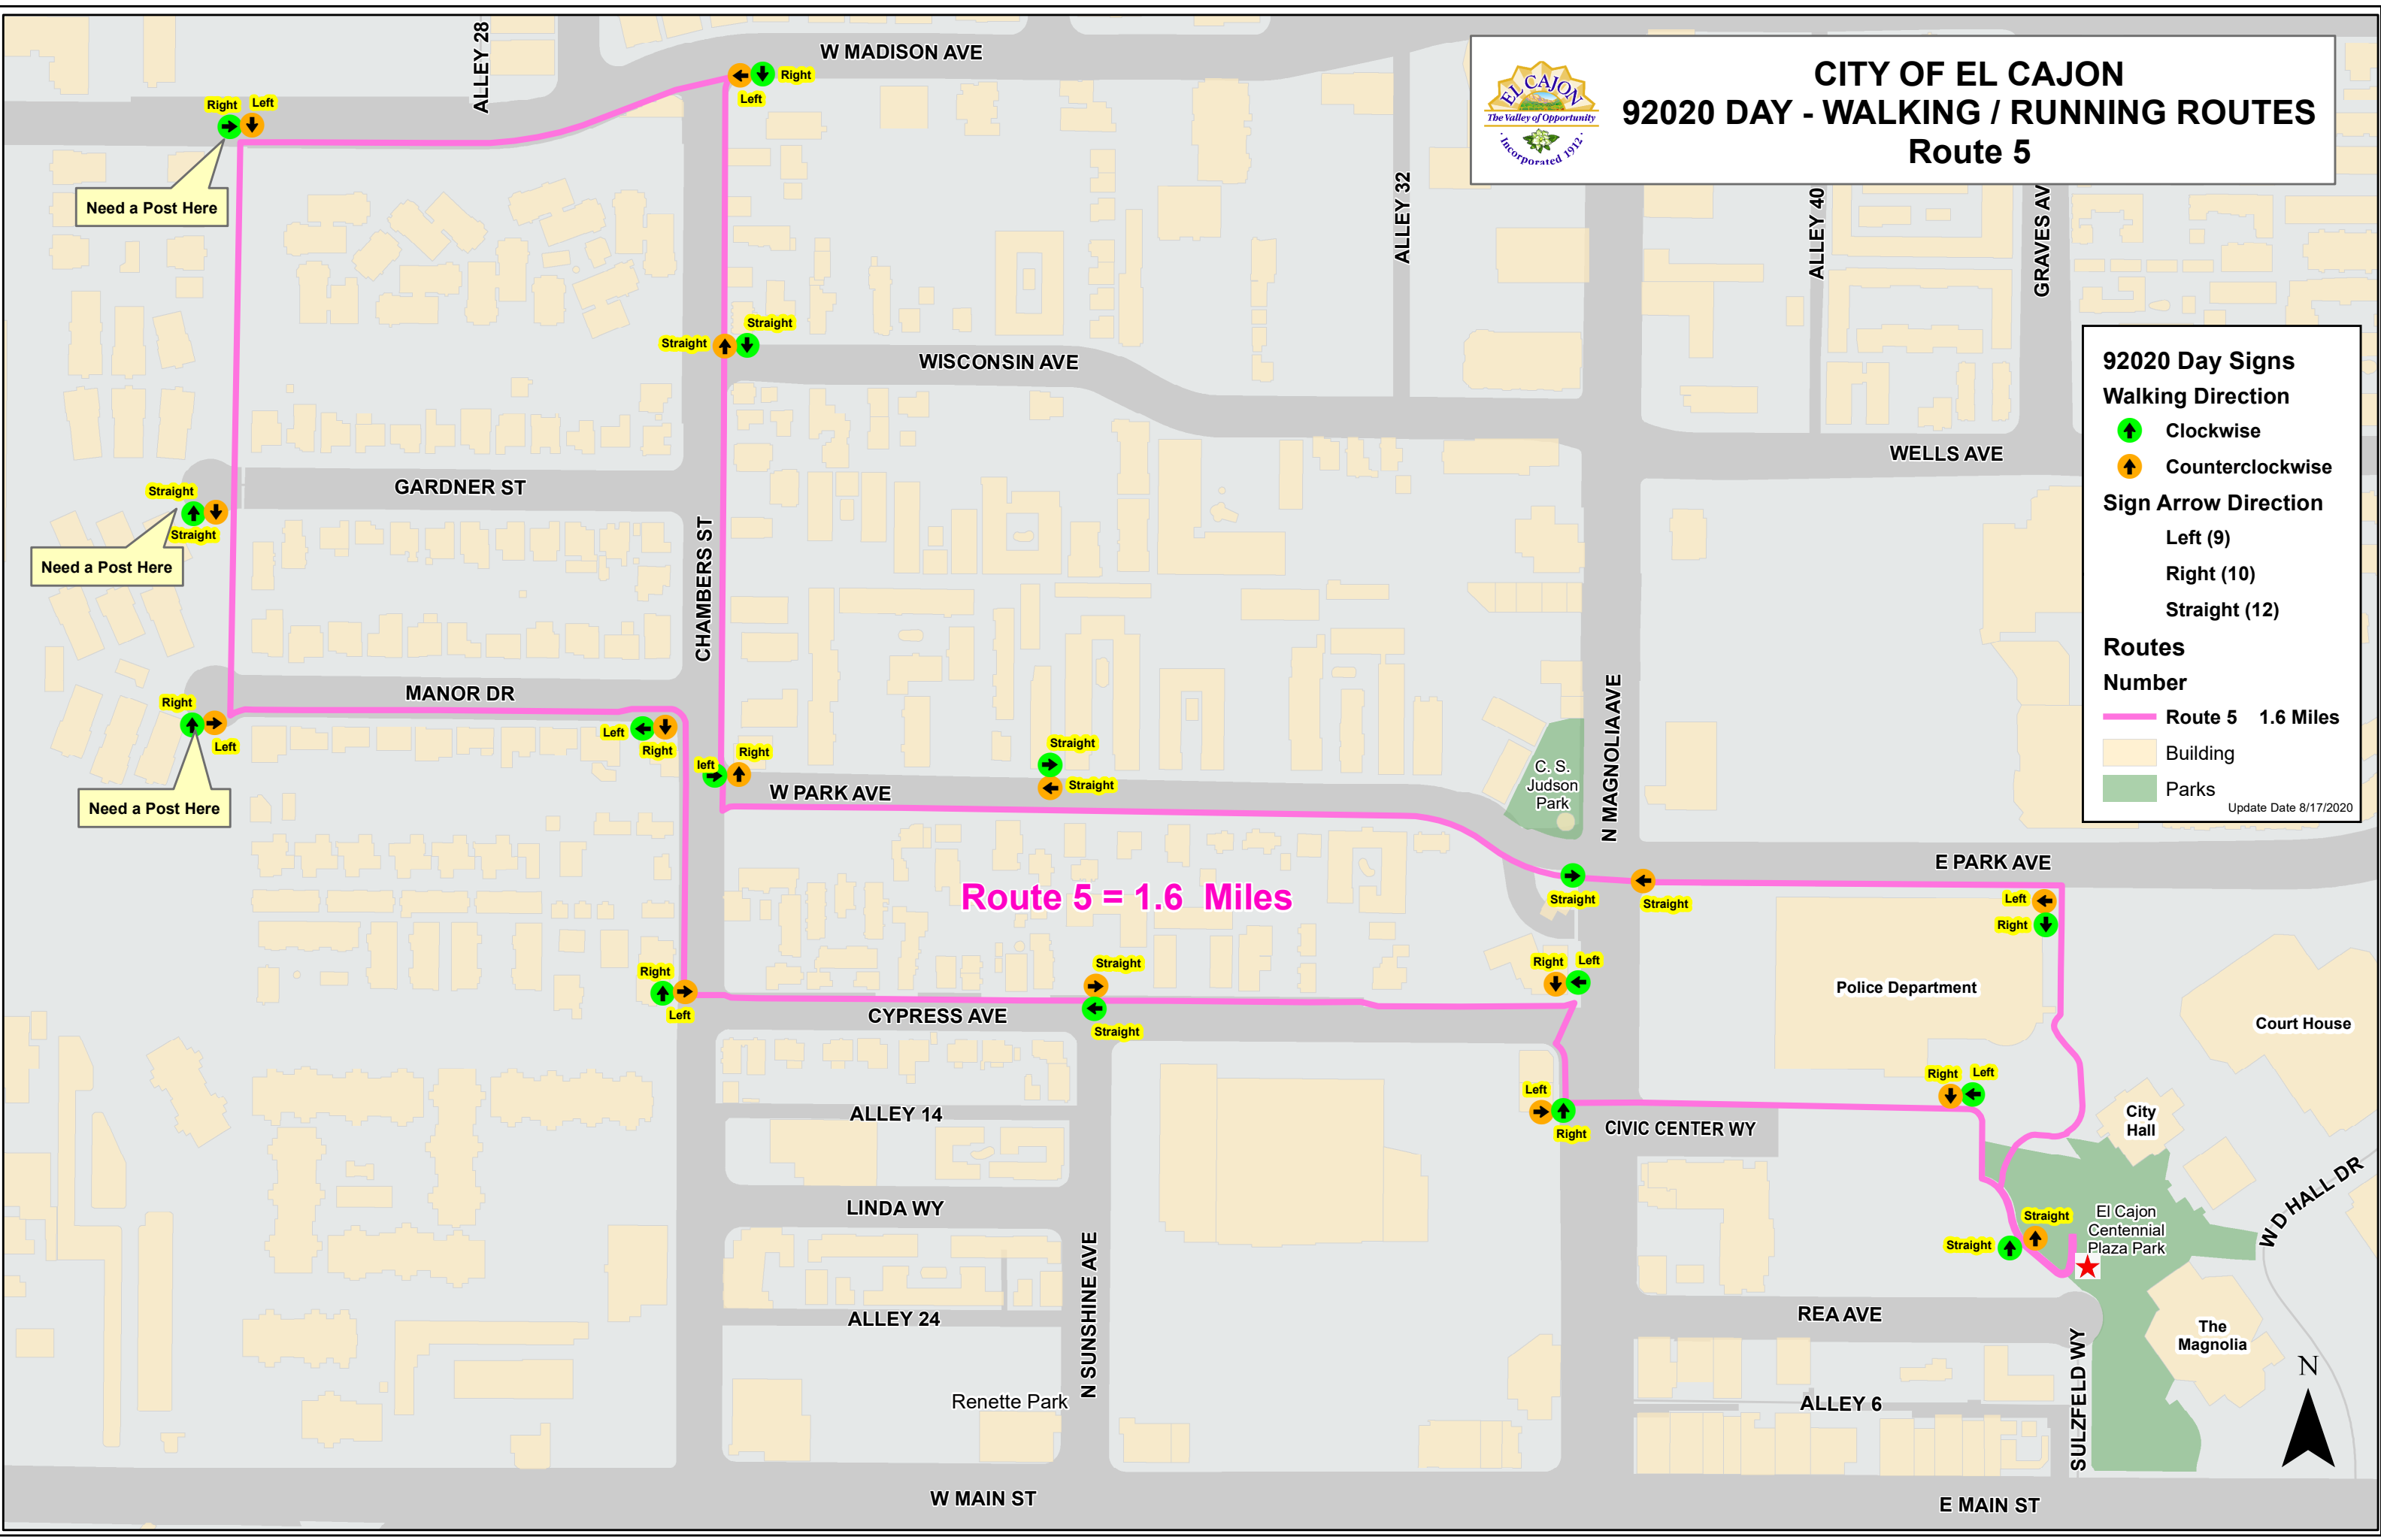 CITY OF EL CAJON
92020 DAY - WALKING / RUNNING ROUTES
Route 5
EL CAJON
The Valley of Opportunity
Incorporated 1912
W MADISON AVE
ALLEY 28
Right
Left
Right
Left
Need a Post Here
ALLEY 32
ALLEY 40
GRAVES AV
Straight
Straight
WISCONSIN AVE
92020 Day Signs
Walking Direction
Clockwise
Counterclockwise
Sign Arrow Direction
Left (9)
Right (10)
Straight (12)
Routes
Number
Route 5 1.6 Miles
Building
Parks
Update Date 8/17/2020
WELLS AVE
GARDNER ST
Straight
Straight
Need a Post Here
CHAMBERS ST
MANOR DR
Right
Left
Left
Right
Need a Post Here
left
Right
W PARK AVE
Straight
Straight
C. S.
Judson
Park
N MAGNOLIA AVE
E PARK AVE
Straight
Straight
Left
Right
Route 5 = 1.6 Miles
Right
Left
Straight
Straight
CYPRESS AVE
Right
Left
Police Department
Court House
Right
Left
City
Hall
Left
Right
CIVIC CENTER WY
ALLEY 14
LINDA WY
ALLEY 24
N SUNSHINE AVE
Straight
Straight
El Cajon
Centennial
Plaza Park
W D HALL DR
REA AVE
The
Magnolia
SULZFELD WY
N
Renette Park
ALLEY 6
W MAIN ST
E MAIN ST